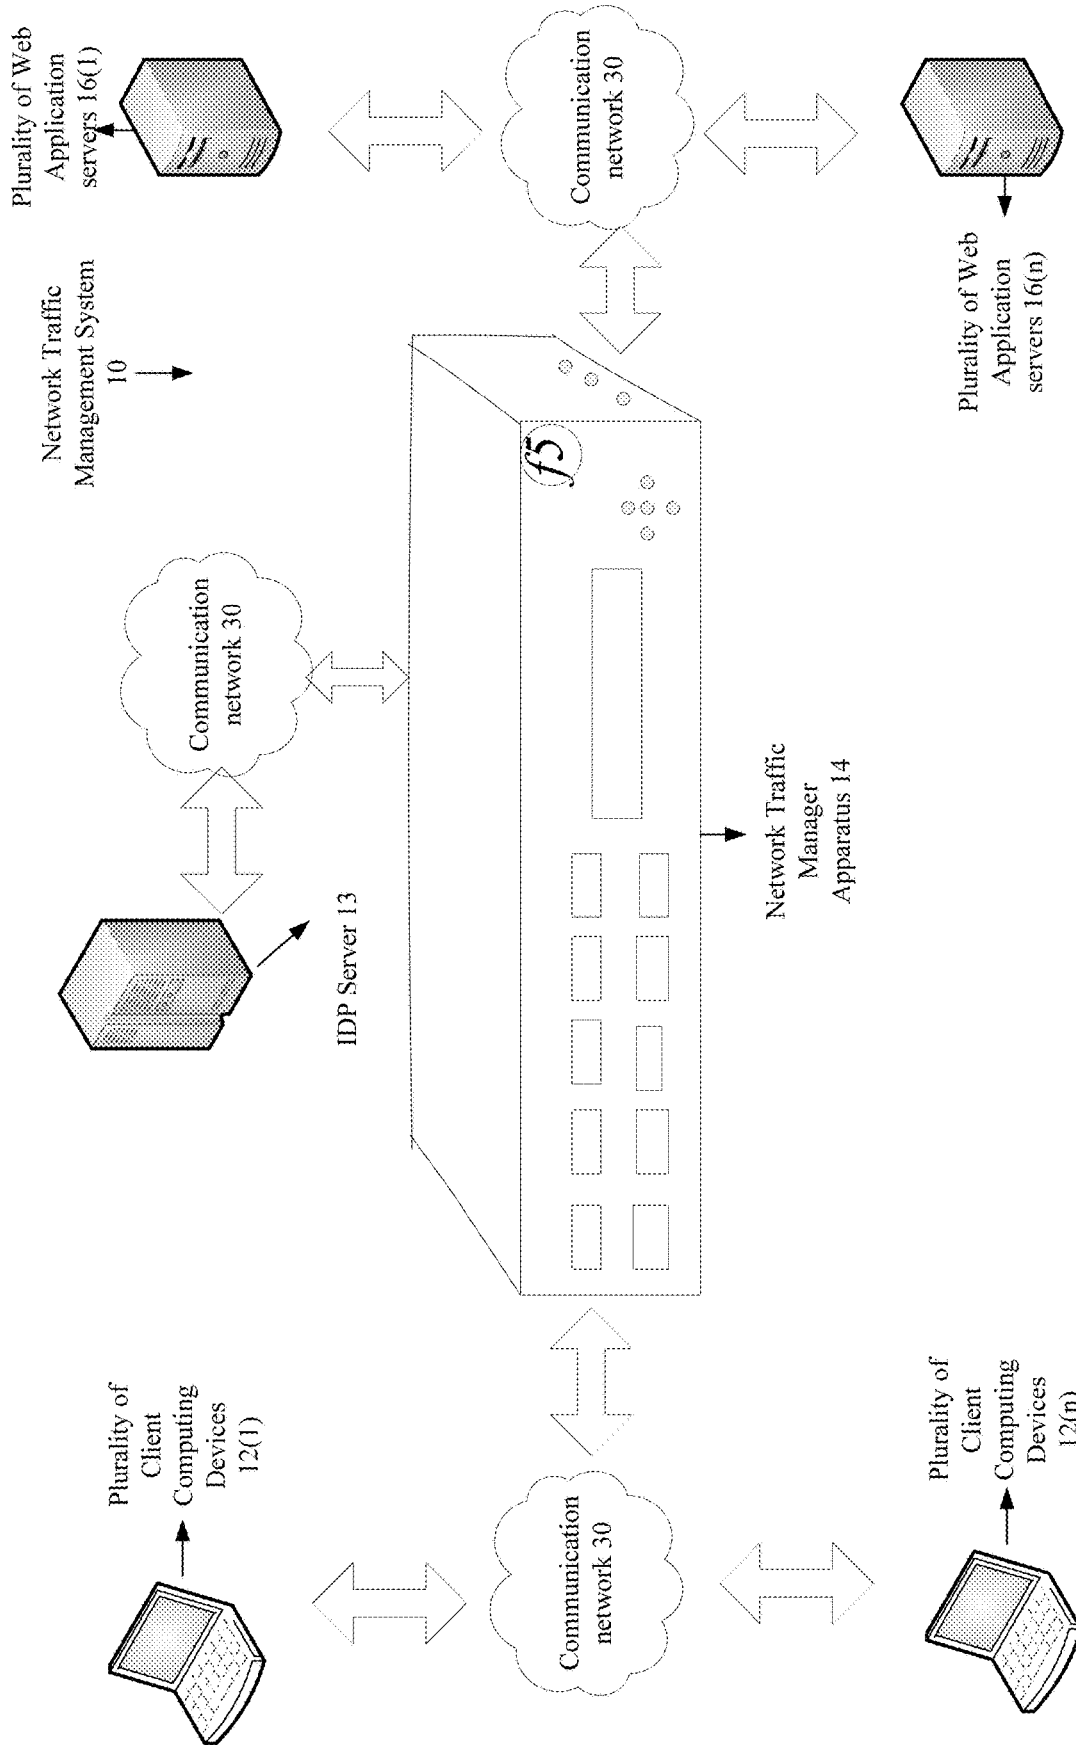 Network Traffic
Management System
10
Plurality of Web
Application
servers 16(1)
Communication
network 30
Communication
network 30
IDP Server 13
f5
Plurality of Client
Computing
Devices
12(1)
Communication
network 30
Network Traffic
Manager
Apparatus 14
Plurality of Web
Application
servers 16(n)
Plurality of
Client
Computing
Devices
12(n)